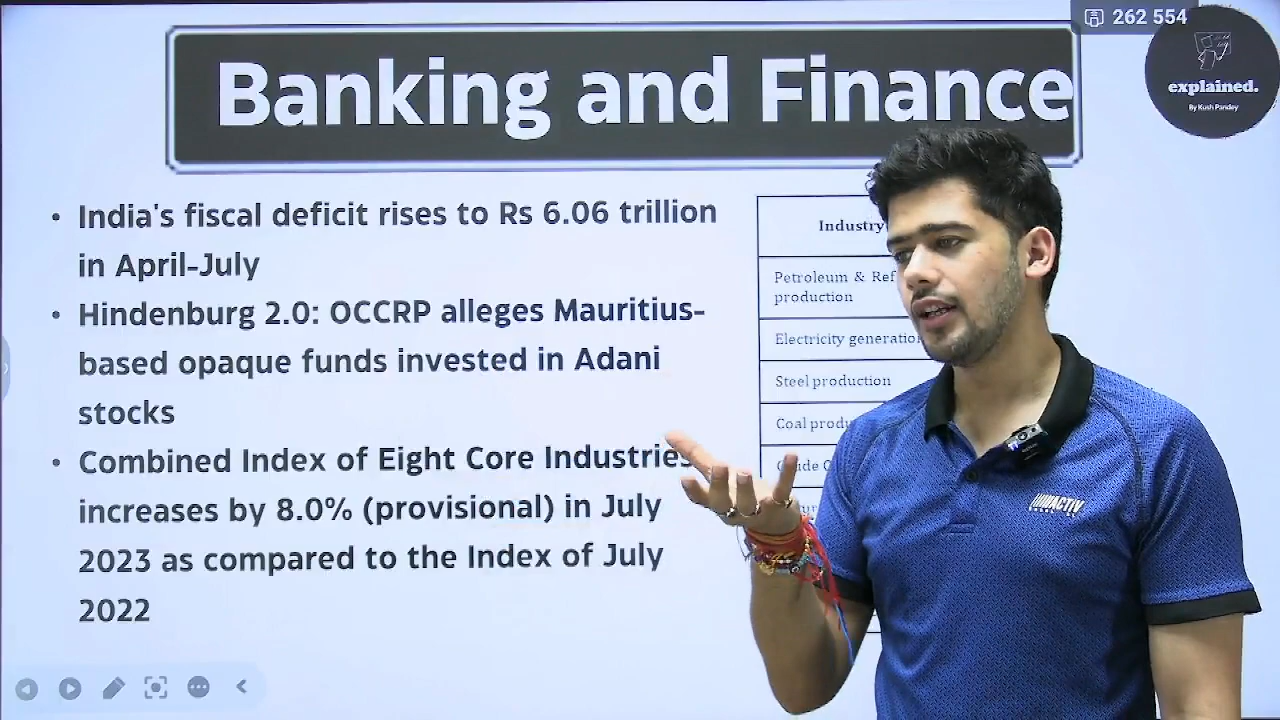 262 554
Banking and Finance
explained.
By Kush Pandey
• India's fiscal deficit rises to Rs 6.06 trillion
in April-July
• Hindenburg 2.0: OCCRP alleges Mauritius-
based opaque funds invested in Adani
stocks
• Combined Index of Eight Core Industries
increases by 8.0% (provisional) in July
2023 as compared to the Index of July
2022
Industry
Petroleum & Ref
production
Electricity generation
Steel production
Coal produ